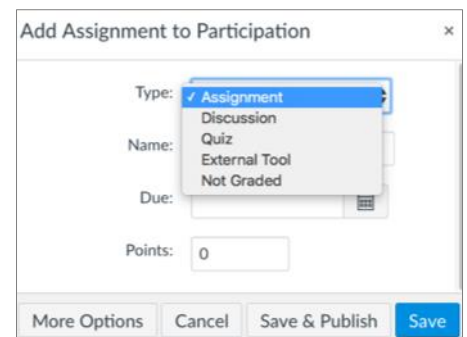 Add Assignment to Participation ×
Type: ✓ Assignment
Discussion
Name: Quiz
External Tool
Not Graded
Due:
Points: 0
More Options Cancel Save & Publish Save